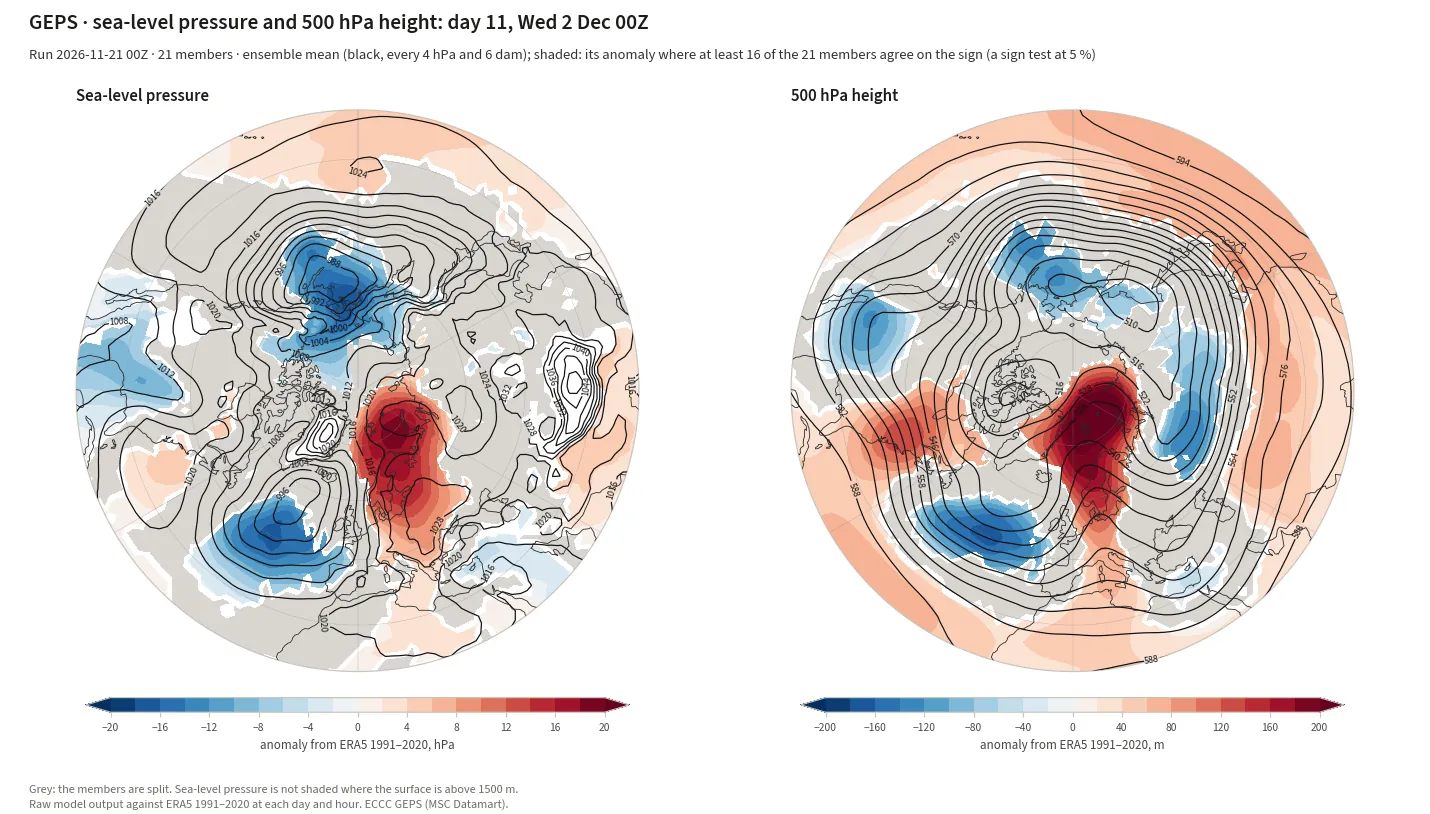 GEPS · sea-level pressure and 500 hPa height: day 11, Wed 2 Dec 00Z
Run 2026-11-21 00Z · 21 members · ensemble mean (black, every 4 hPa and 6 dam); shaded: its anomaly where at least 16 of the 21 members agree on the sign (a sign test at 5 %)
Sea-level pressure
500 hPa height
−20 −16 −12 −8 −4 0 4 8 12 16 20
anomaly from ERA5 1991–2020, hPa
−200 −160 −120 −80 −40 0 40 80 120 160 200
anomaly from ERA5 1991–2020, m
Grey: the members are split. Sea-level pressure is not shaded where the surface is above 1500 m.
Raw model output against ERA5 1991–2020 at each day and hour. ECCC GEPS (MSC Datamart).